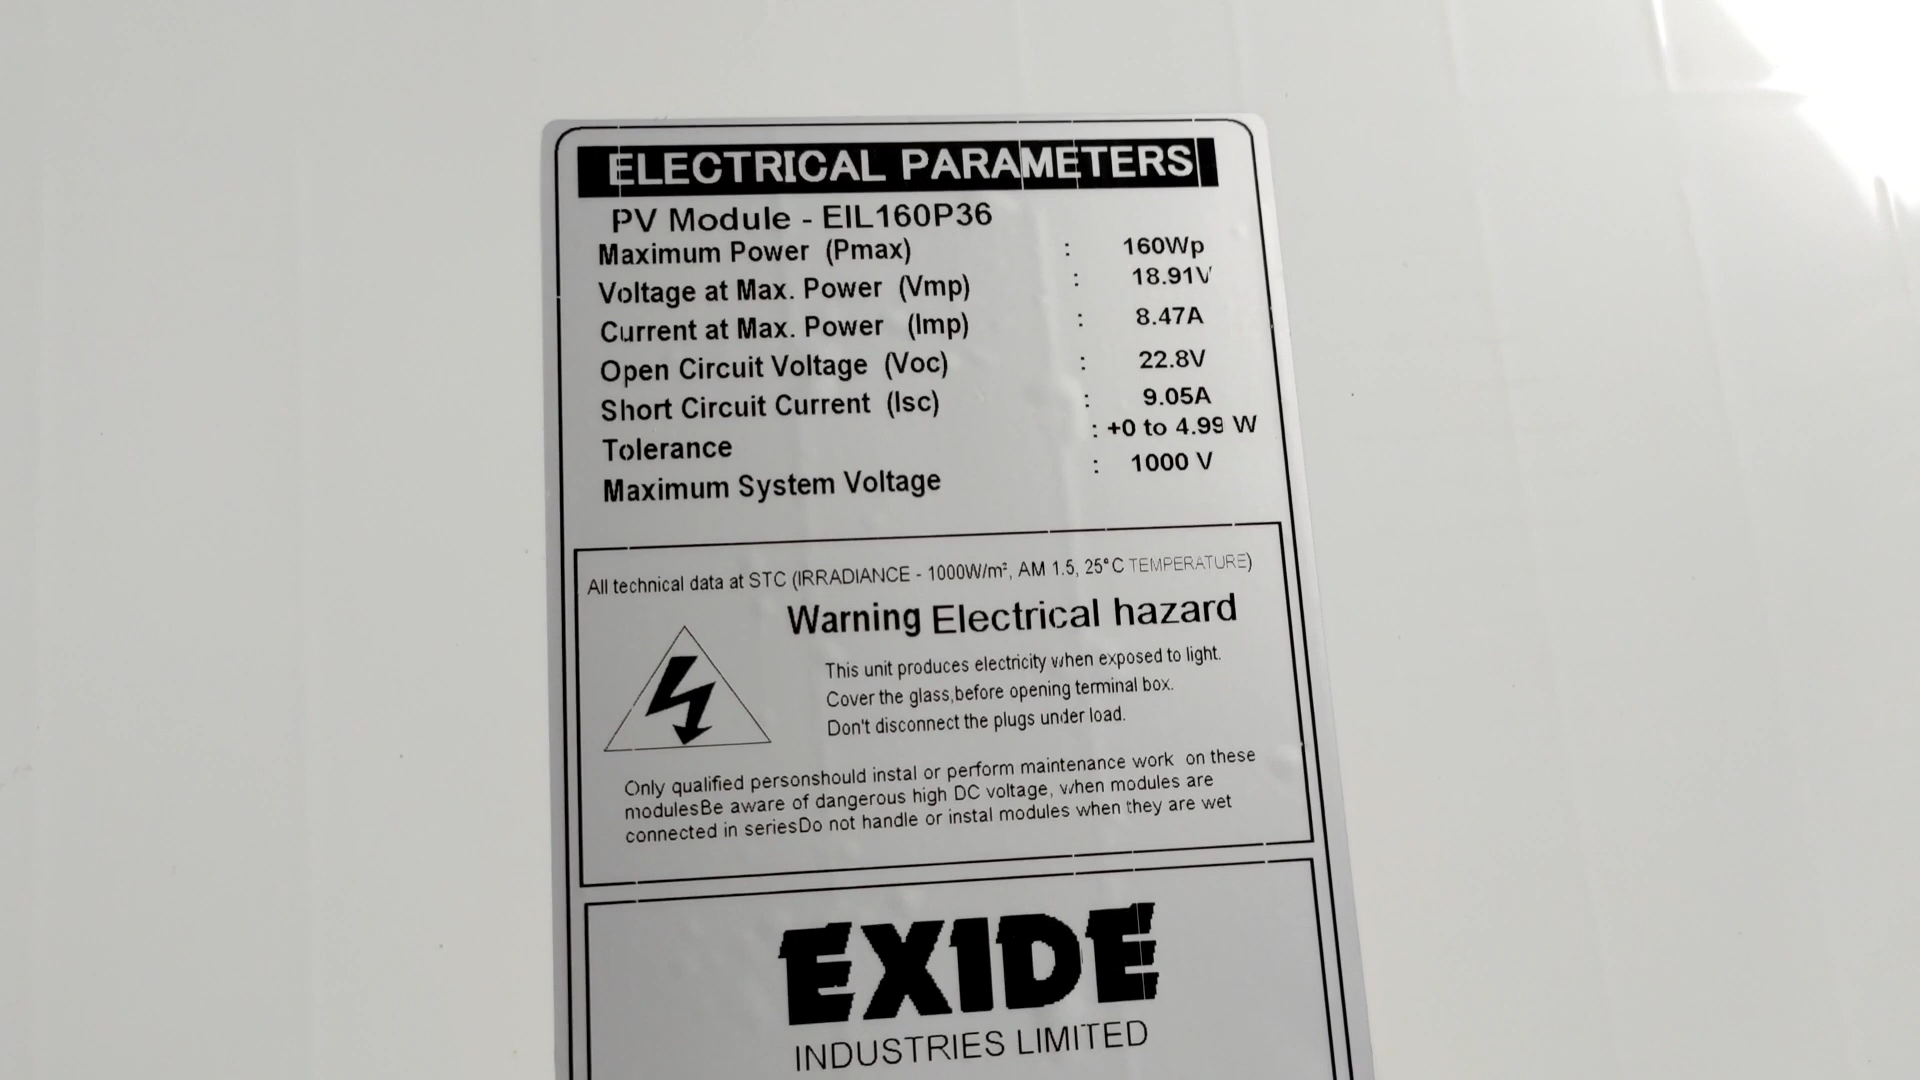 ELECTRICAL PARAMETERS
PV Module - EIL160P36
Maximum Power (Pmax) : 160Wp
Voltage at Max. Power (Vmp) : 18.91V
Current at Max. Power (Imp) : 8.47A
Open Circuit Voltage (Voc) : 22.8V
Short Circuit Current (Isc) : 9.05A
Tolerance : +0 to 4.99 W
Maximum System Voltage : 1000 V
All technical data at STC (IRRADIANCE - 1000W/m², AM 1.5, 25°C TEMPERATURE)
Warning Electrical hazard
This unit produces electricity when exposed to light.
Cover the glass,before opening terminal box.
Don't disconnect the plugs under load.
Only qualified personshould instal or perform maintenance work on these
modulesBe aware of dangerous high DC voltage, when modules are
connected in seriesDo not handle or instal modules when they are wet
EXIDE
INDUSTRIES LIMITED